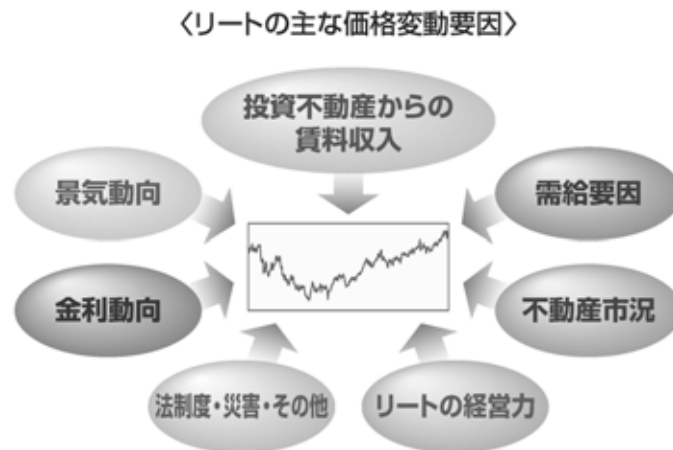 〈リートの主な価格変動要因〉
投資不動産からの
賃料収入
景気動向
需給要因
金利動向
不動産市況
法制度・災害・その他
リートの経営力